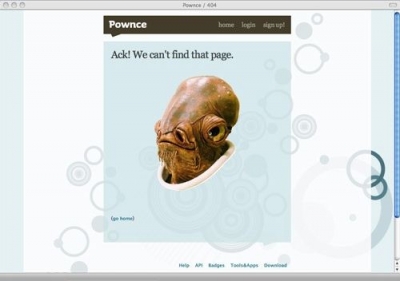 Pownce / 404
Pownce
home login sign up!
Ack! We can't find that page.
(go home)
Help API Badges Tools&Apps Download